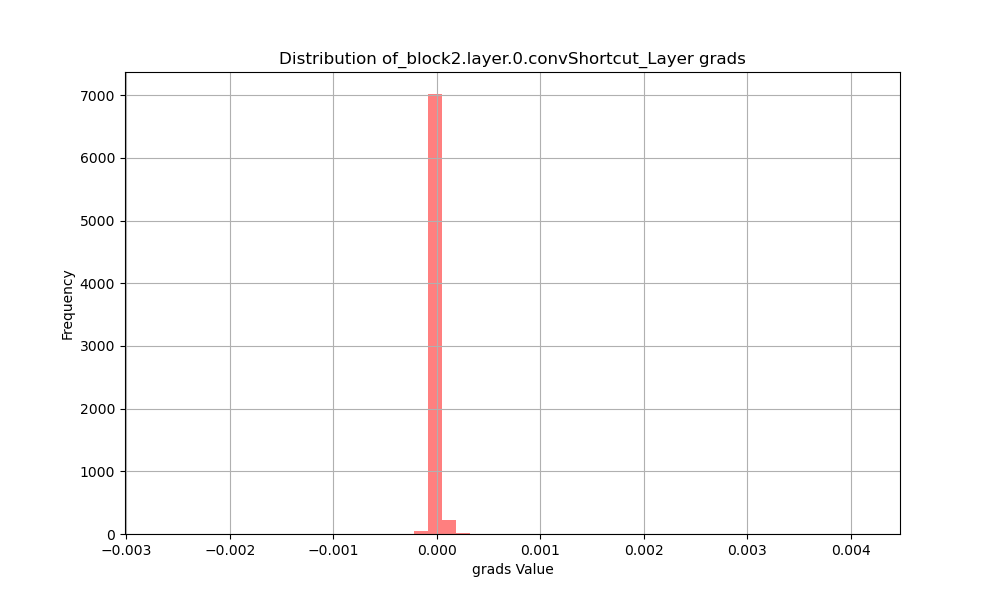 Distribution of_block2.layer.0.convShortcut_Layer grads
Frequency
7000
6000
5000
4000
3000
2000
1000
0
−0.003 −0.002 −0.001 0.000 0.001 0.002 0.003 0.004
grads Value